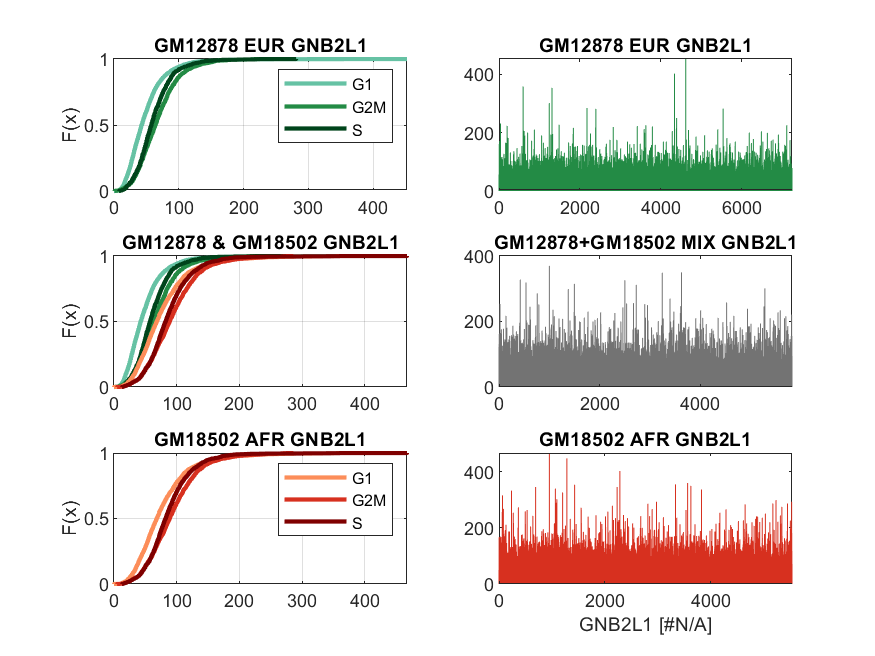 GM12878 EUR GNB2L1
1
0.5
0
F(x)
0 100 200 300 400
G1
G2M
S
GM12878 EUR GNB2L1
400
200
0
0 2000 4000 6000
GM12878 & GM18502 GNB2L1
1
0.5
0
F(x)
0 100 200 300 400
GM12878+GM18502 MIX GNB2L1
400
200
0
0 2000 4000
GM18502 AFR GNB2L1
1
0.5
0
F(x)
0 100 200 300 400
G1
G2M
S
GM18502 AFR GNB2L1
400
200
0
0 2000 4000
GNB2L1 [#N/A]